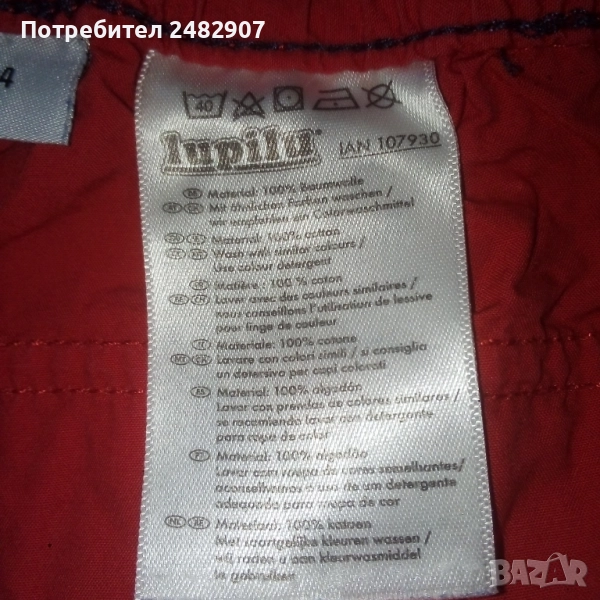 Потребител 2482907
4
40
lupilu® IAN 107930
Material: 100% Baumwolle
Mit ähnlichen Farben waschen /
wir empfehlen ein Colorwaschmittel
Material: 100% cotton
Wash with similar colours /
Use colour detergent
Matière : 100 % coton
Laver avec des couleurs similaires /
nous conseillons l'utilisation de lessive
pour linge de couleur
Materiale: 100% cotone
Lavare con colori simili / si consiglia
un detersivo per capi colorati
Material: 100% algodón
Lavar con prendas de colores similares /
se recomienda lavar con detergente
para ropa de color
Material: 100% algodão
Lavar com roupa de cores semelhantes/
aconselhamos o uso de um detergente
adequado para roupa de cor
Materiaal: 100% katoen
Met soortgelijke kleuren wassen /
wij raden u aan kleurwasmiddel
te gebruiken
BAZAR